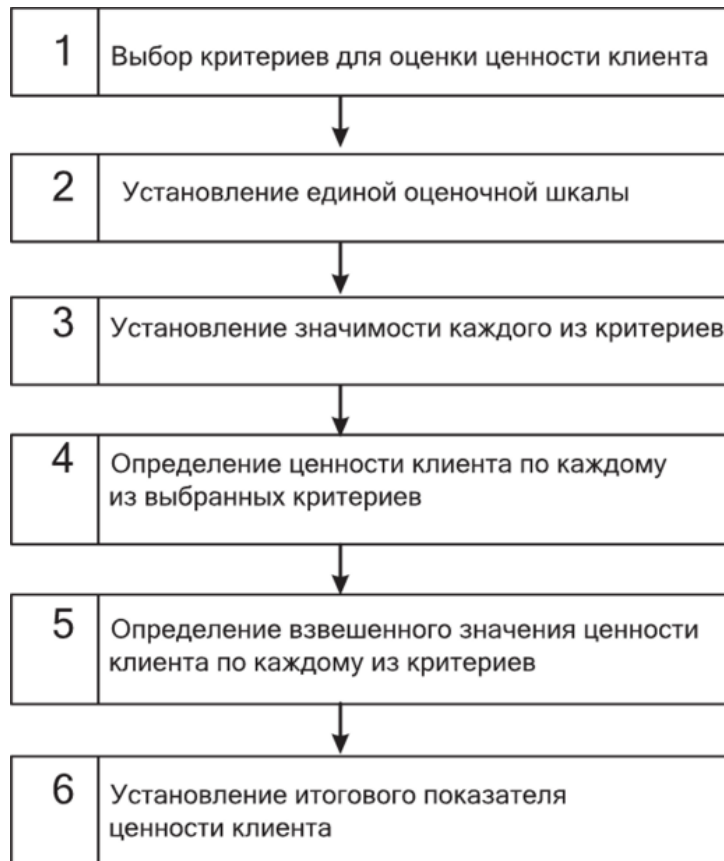 1 Выбор критериев для оценки ценности клиента
2 Установление единой оценочной шкалы
3 Установление значимости каждого из критериев
4 Определение ценности клиента по каждому
из выбранных критериев
5 Определение взвешенного значения ценности
клиента по каждому из критериев
6 Установление итогового показателя
ценности клиента